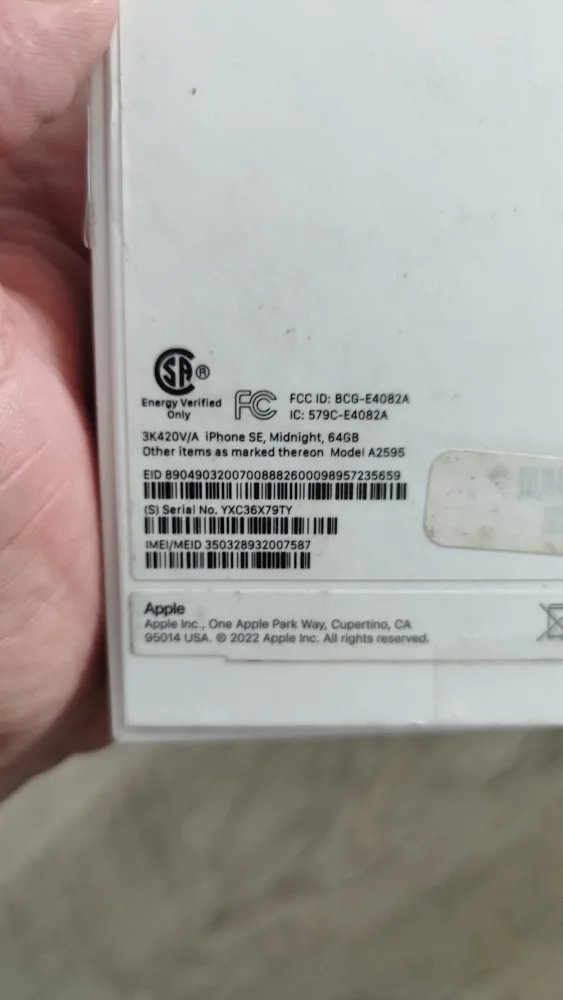 SA ®
Energy Verified
Only
FC
FCC ID: BCG-E4082A
IC: 579C-E4082A
3K420V/A iPhone SE, Midnight, 64GB
Other items as marked thereon Model A2595
EID 89049032007008882600098957235659
(S) Serial No. YXC36X79TY
IMEI/MEID 350328932007587
Apple
Apple Inc., One Apple Park Way, Cupertino, CA
95014 USA. © 2022 Apple Inc. All rights reserved.